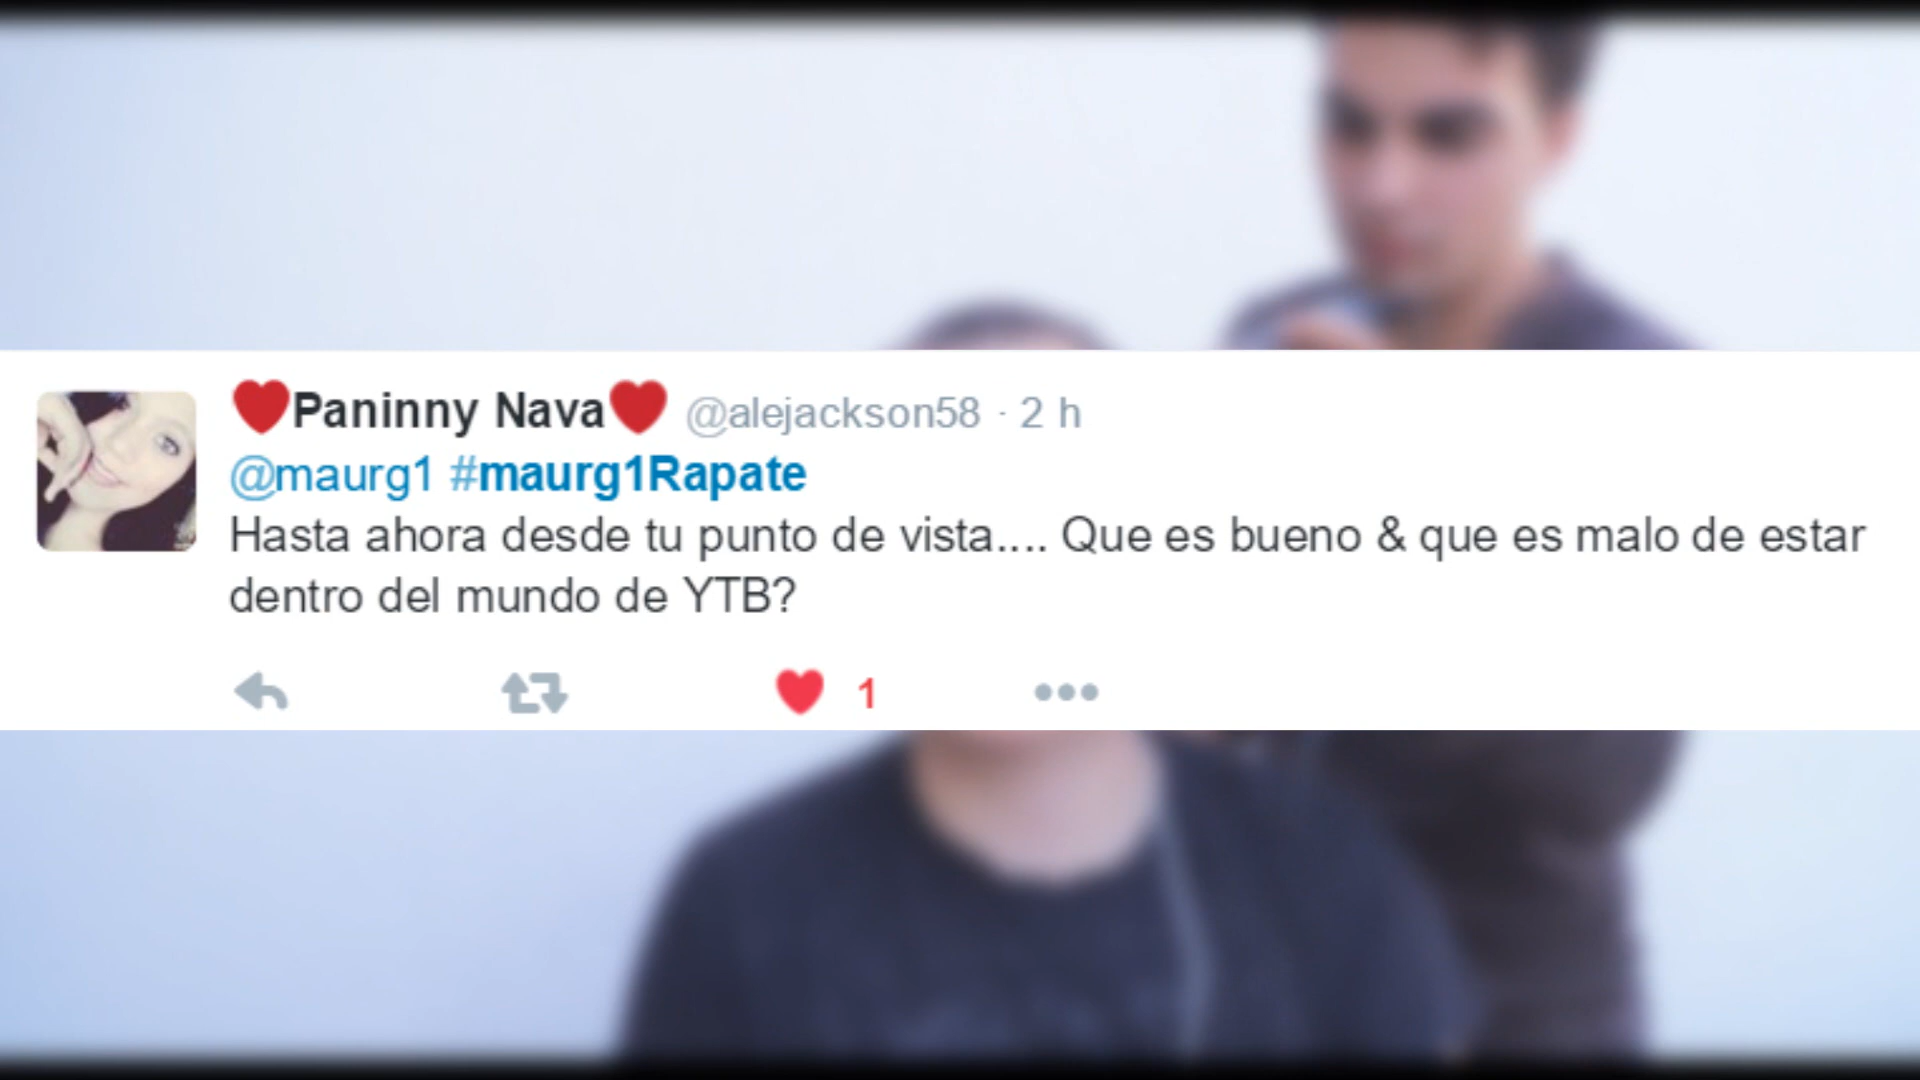 ❤Paninny Nava❤ @alejackson58 · 2 h
@maurg1 #maurg1Rapate
Hasta ahora desde tu punto de vista.... Que es bueno & que es malo de estar
dentro del mundo de YTB?
1